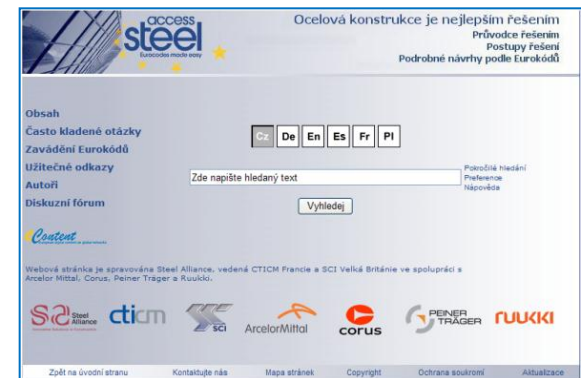 access
steel
Eurocodes made easy
Ocelová konstrukce je nejlepším řešením
Průvodce řešením
Postupy řešení
Podrobné návrhy podle Eurokódů
Obsah
Často kladené otázky
Zavádění Eurokódů
Užitečné odkazy
Autoři
Diskuzní fórum
Cz De En Es Fr Pl
Zde napište hledaný text
Pokročilé hledání
Preference
Nápověda
Vyhledej
eContent
Webová stránka je spravována Steel Alliance, vedená CTICM Francie a SCI Velká Británie ve spolupráci s
Arcelor Mittal, Corus, Peiner Träger a Ruukki.
Steel
Alliance
cticm
SCI
ArcelorMittal
corus
PEINER
TRÄGER
RUUKKI
Zpět na úvodní stranu Kontaktujte nás Mapa stránek Copyright Ochrana soukromí Aktualizace